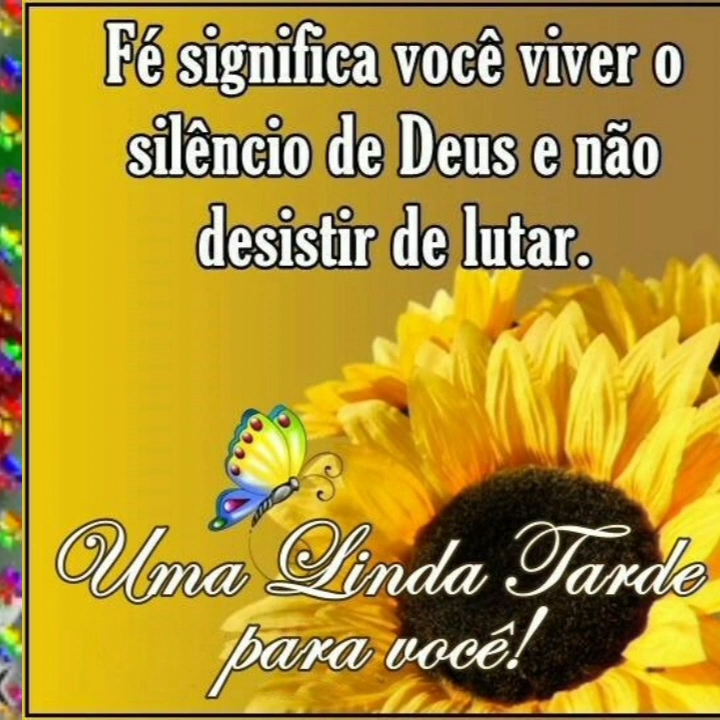 Fé significa você viver o
silêncio de Deus e não
desistir de lutar.
Uma Linda Tarde
para você!